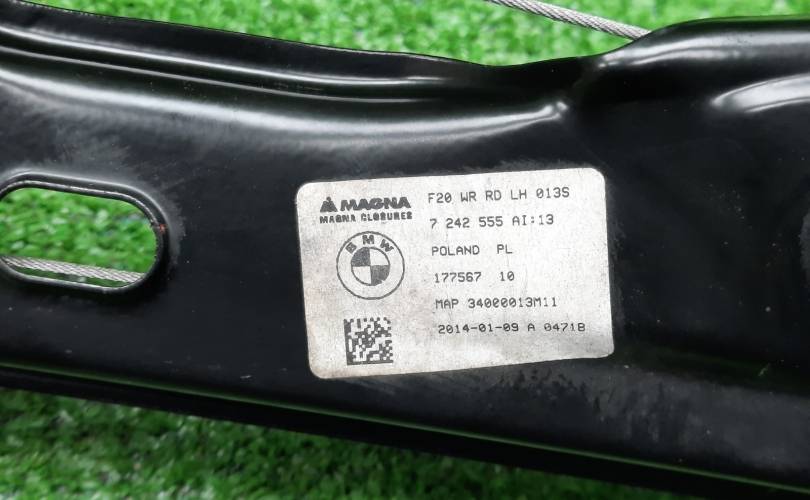 MAGNA
MAGNA CLOSURES
BMW
F20 WR RD LH 013S
7 242 555 AI:13
POLAND PL
177567 10
MAP 34000013M11
2014-01-09 A 0471B